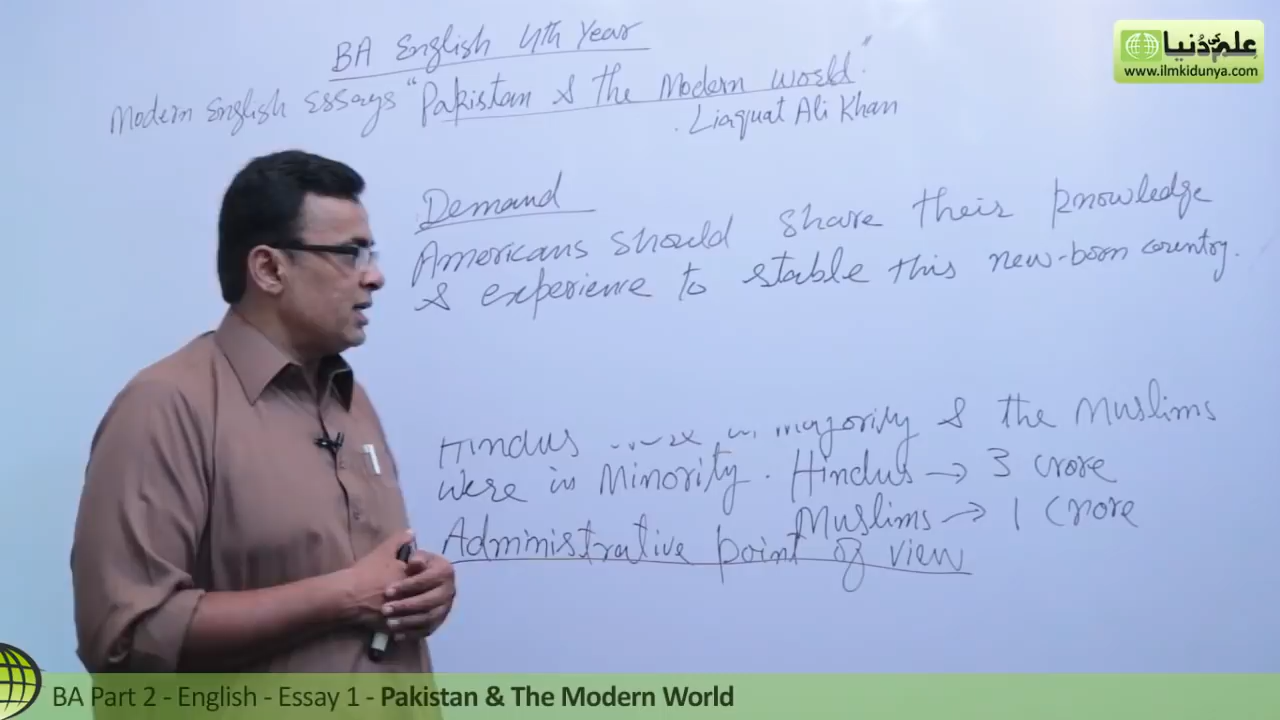 BA English 4th Year
Modern English Essays "Pakistan & the Modern World"
. Liaquat Ali Khan
Demand
Americans should share their knowledge
& experience to stable this new-born country.
Hindus in majority & the Muslims
were in Minority. Hindus → 3 crore
Muslims → 1 Crore
Administrative point of view
علم کی دُنیا
www.ilmkidunya.com
BA Part 2 - English - Essay 1 - Pakistan & The Modern World